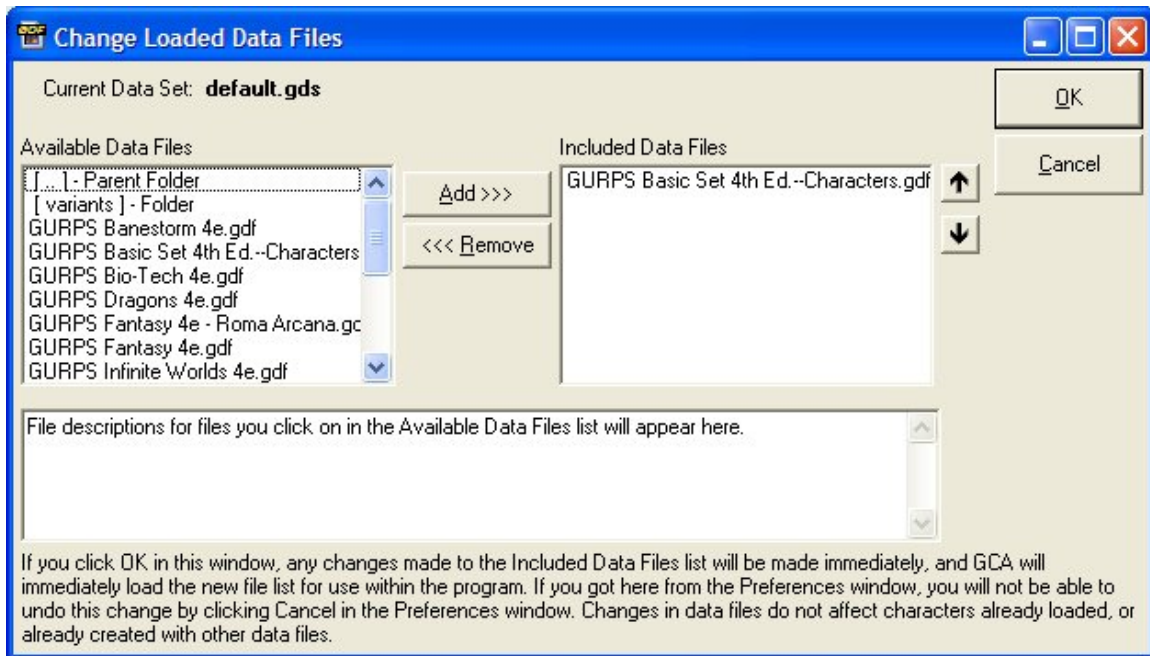 Change Loaded Data Files
Current Data Set: default.gds
OK
Cancel
Available Data Files
[ .. ] - Parent Folder
[ variants ] - Folder
GURPS Banestorm 4e.gdf
GURPS Basic Set 4th Ed.--Characters
GURPS Bio-Tech 4e.gdf
GURPS Dragons 4e.gdf
GURPS Fantasy 4e - Roma Arcana.gc
GURPS Fantasy 4e.gdf
GURPS Infinite Worlds 4e.gdf
Add >>>
<<< Remove
Included Data Files
GURPS Basic Set 4th Ed.--Characters.gdf
File descriptions for files you click on in the Available Data Files list will appear here.
If you click OK in this window, any changes made to the Included Data Files list will be made immediately, and GCA will
immediately load the new file list for use within the program. If you got here from the Preferences window, you will not be able to
undo this change by clicking Cancel in the Preferences window. Changes in data files do not affect characters already loaded, or
already created with other data files.